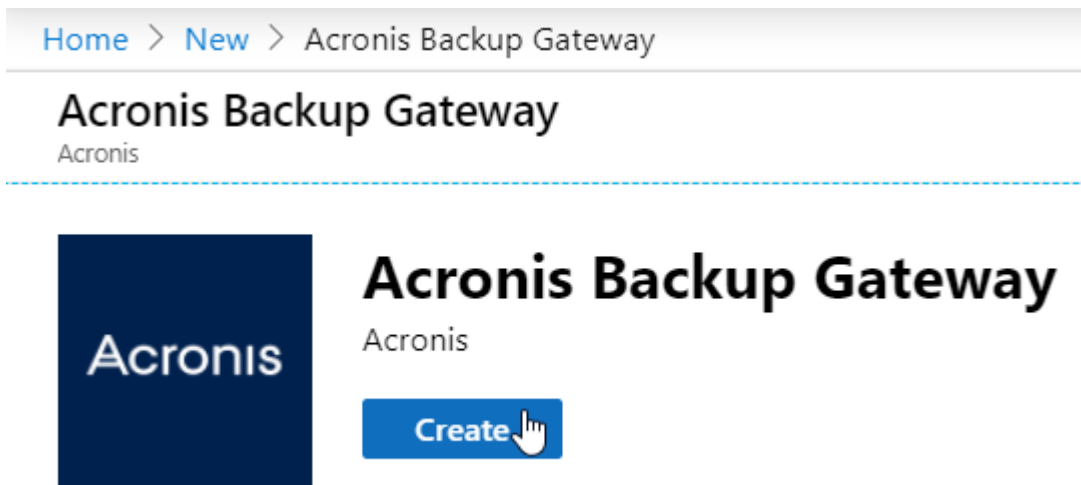 Home > New > Acronis Backup Gateway
Acronis Backup Gateway
Acronis
Acronis
Acronis Backup Gateway
Acronis
Create